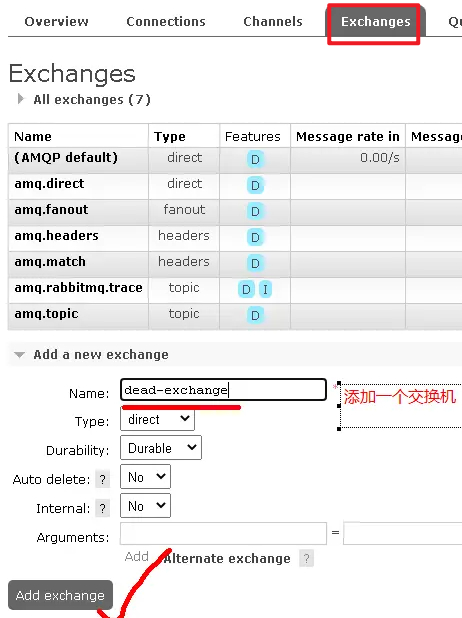 Overview Connections Channels Exchanges Qu
Exchanges
All exchanges (7)
Name Type Features Message rate in Message
(AMQP default) direct D 0.00/s
amq.direct direct D
amq.fanout fanout D
amq.headers headers D
amq.match headers D
amq.rabbitmq.trace topic D I
amq.topic topic D
Add a new exchange
Name: dead-exchange * 添加一个交换机
Type: direct
Durability: Durable
Auto delete: ? No
Internal: ? No
Arguments: =
Add Alternate exchange ?
Add exchange